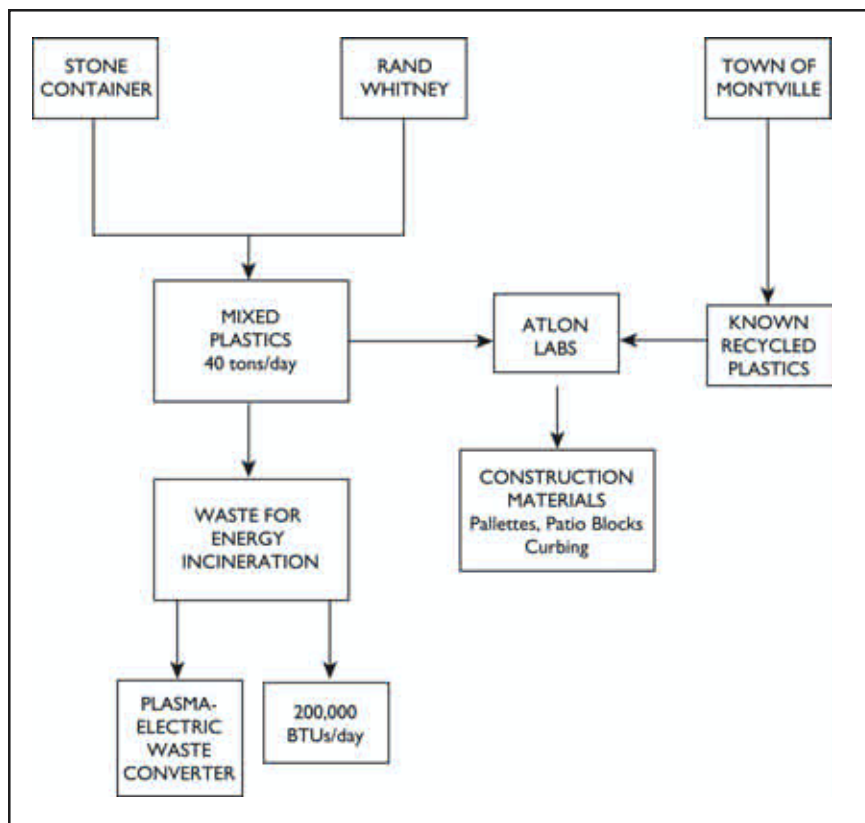 STONE
CONTAINER
RAND
WHITNEY
TOWN OF
MONTVILLE
MIXED
PLASTICS
40 tons/day
ATLON
LABS
KNOWN
RECYCLED
PLASTICS
WASTE FOR
ENERGY
INCINERATION
CONSTRUCTION
MATERIALS
Pallettes, Patio Blocks
Curbing
PLASMA-
ELECTRIC
WASTE
CONVERTER
200,000
BTUs/day